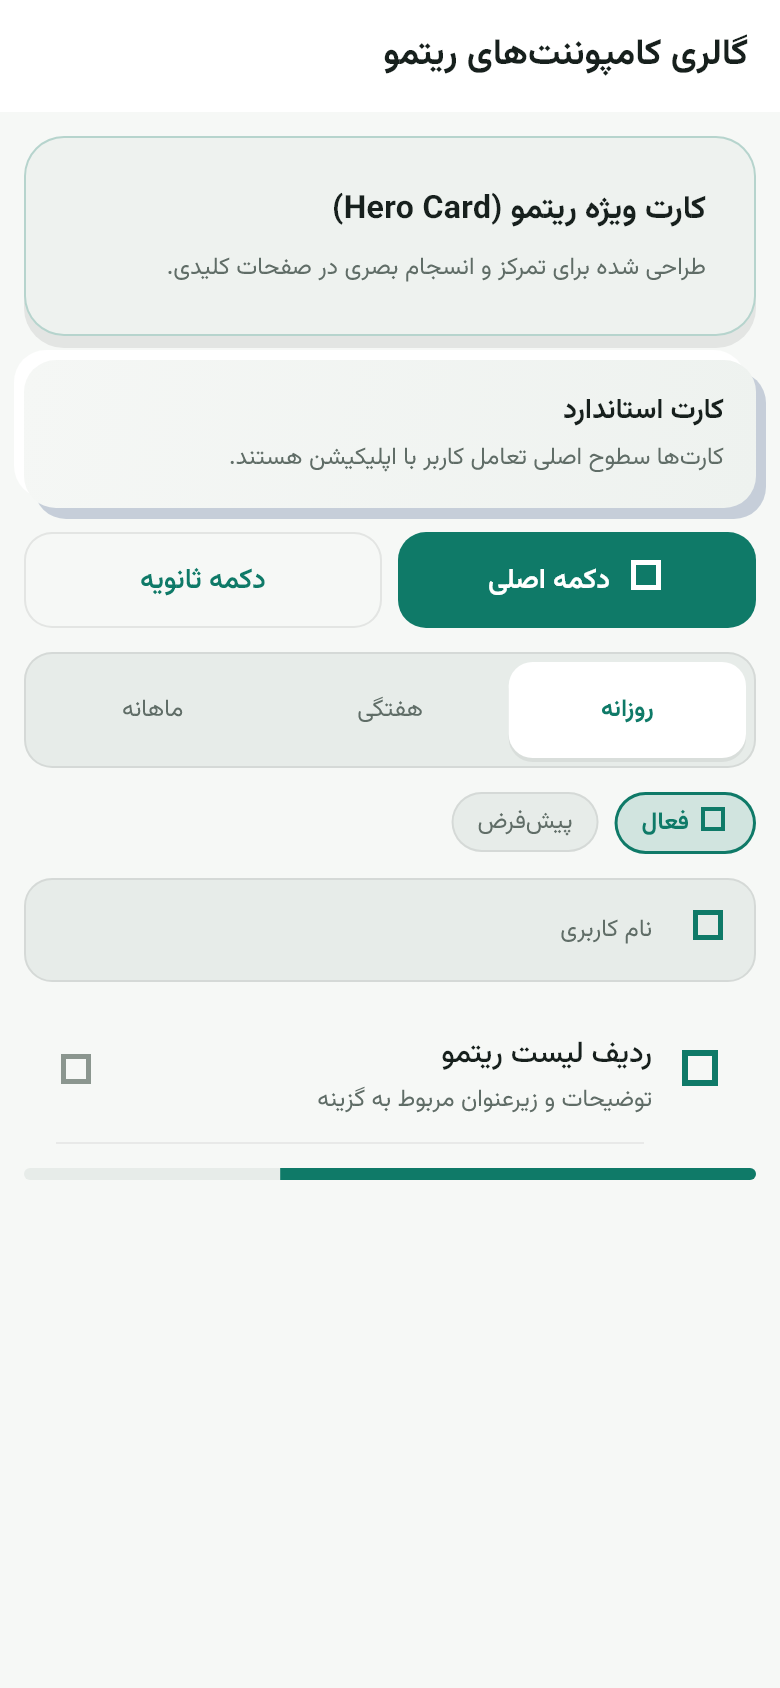 گالری کامپوننت‌های ریتمو
کارت ویژه ریتمو (Hero Card)
طراحی شده برای تمرکز و انسجام بصری در صفحات کلیدی.
کارت استاندارد
کارت‌ها سطوح اصلی تعامل کاربر با اپلیکیشن هستند.
دکمه اصلی
دکمه ثانویه
روزانه
هفتگی
ماهانه
فعال
پیش‌فرض
نام کاربری
ردیف لیست ریتمو
توضیحات و زیرعنوان مربوط به گزینه